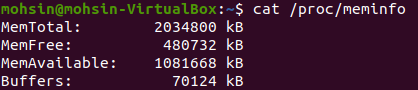 mohsin@mohsin-VirtualBox:~$ cat /proc/meminfo
MemTotal:        2034800 kB
MemFree:          480732 kB
MemAvailable:    1081668 kB
Buffers:           70124 kB